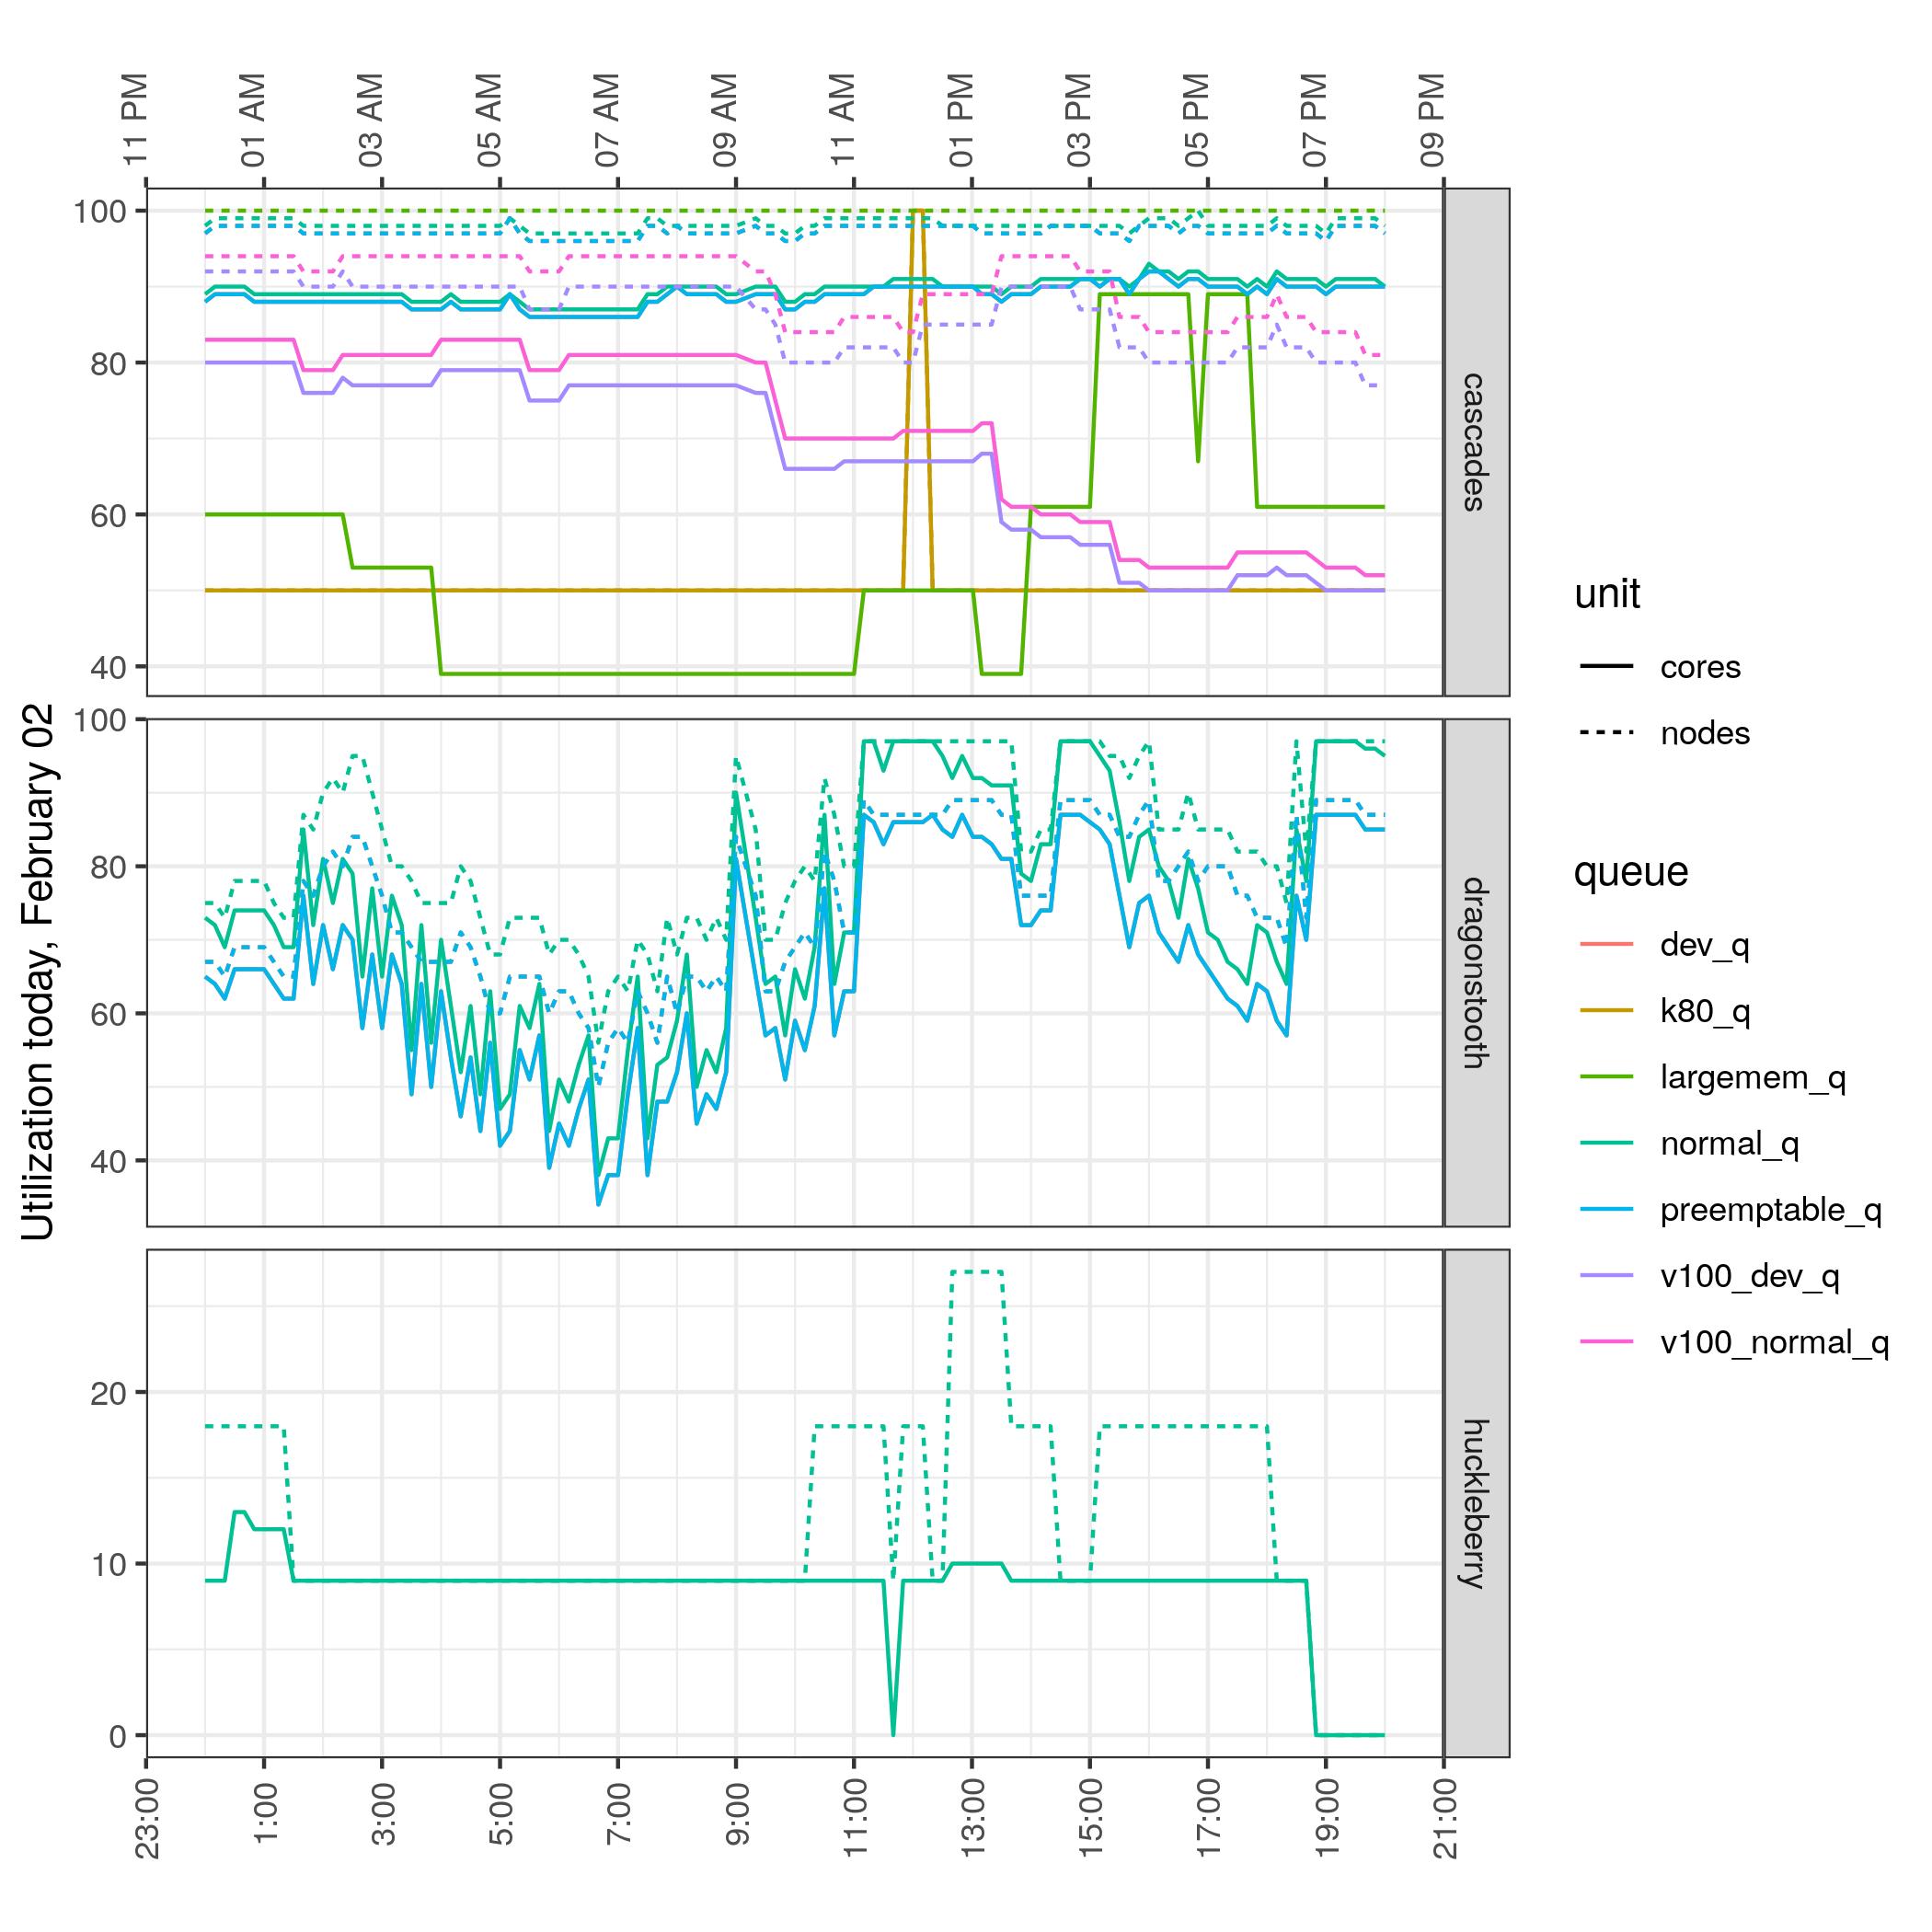 11 PM
01 AM
03 AM
05 AM
07 AM
09 AM
11 AM
01 PM
03 PM
05 PM
07 PM
09 PM
Utilization today, February 02
100
80
60
40
cascades
100
80
60
40
dragonstooth
20
10
0
huckleberry
23:00
1:00
3:00
5:00
7:00
9:00
11:00
13:00
15:00
17:00
19:00
21:00
unit
cores
nodes
queue
dev_q
k80_q
largemem_q
normal_q
preemptable_q
v100_dev_q
v100_normal_q